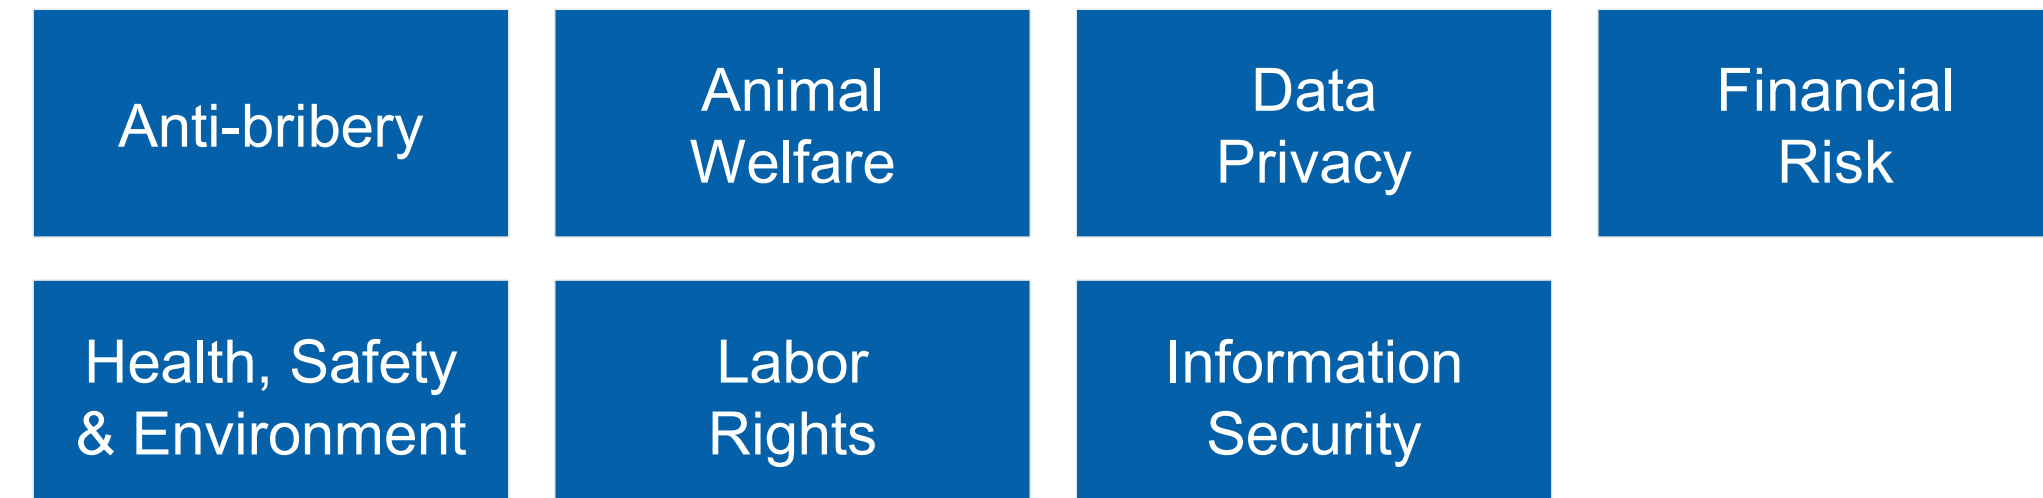 Anti-bribery
Animal
Welfare
Data
Privacy
Financial
Risk
Health, Safety
& Environment
Labor
Rights
Information
Security